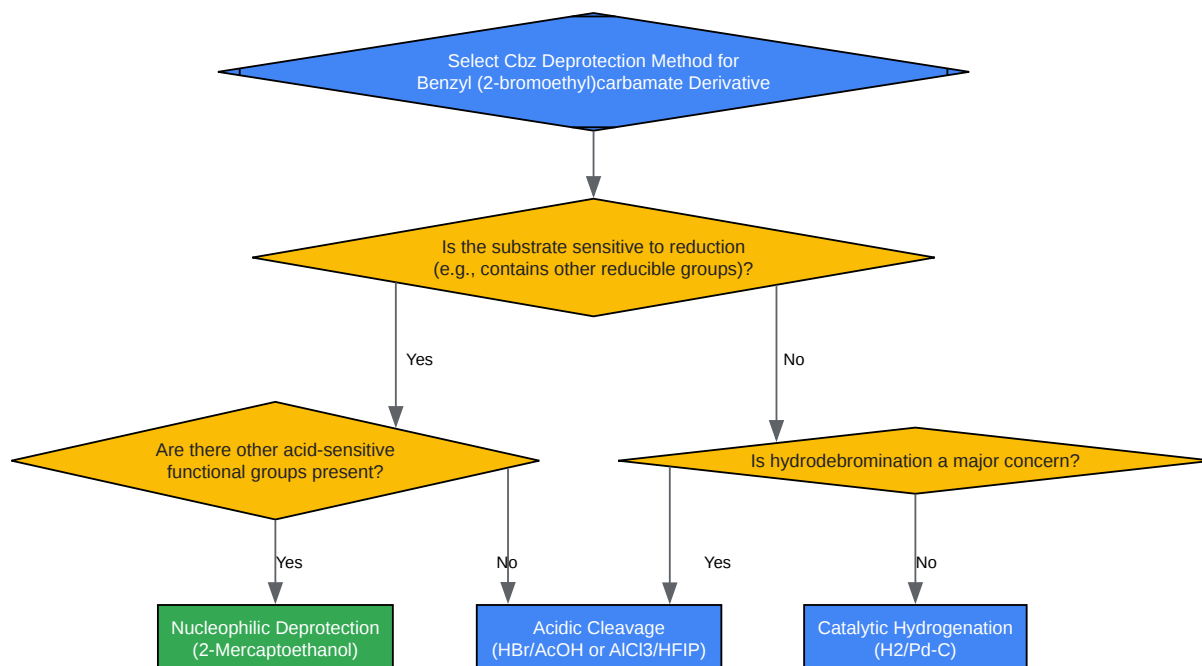 Select Cbz Deprotection Method for
Benzyl (2-bromoethyl)carbamate Derivative
Is the substrate sensitive to reduction
(e.g., contains other reducible groups)?
Yes
No
Are there other acid-sensitive
functional groups present?
Is hydrodebromination a major concern?
Yes
No
Yes
No
Nucleophilic Deprotection
(2-Mercaptoethanol)
Acidic Cleavage
(HBr/AcOH or AlCl3/HFIP)
Catalytic Hydrogenation
(H2/Pd-C)